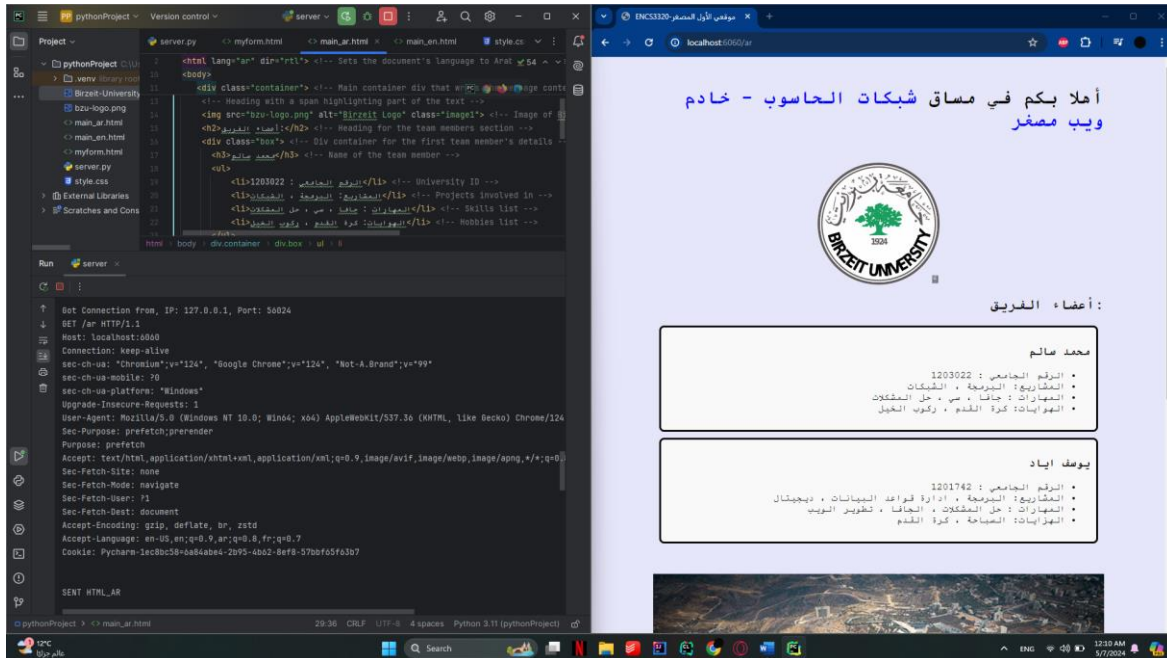 pythonProject
Version control
server
Project
server.py
myform.html
main_ar.html
main_en.html
pythonProject
.venv library root
Birzeit-University
bzu-logo.png
main_ar.html
main_en.html
myform.html
server.py
style.css
External Libraries
Scratches and Cons
54
<html lang="ar" dir="rtl"> <!-- Sets the document's language to Arab
<body>
<div class="container"> <!-- Main container div that
<!-- Heading with a span highlighting part of the text -->
<img src="bzu-logo.png" alt="Birzeit Logo" class="image1"> <!-- Image of
<h2>أعضاء الفريق:</h2> <!-- Heading for the team members section -->
<div class="box"> <!-- Div container for the first team member's details
<h3>محمد سالم</h3> <!-- Name of the team member -->
<ul>
<li>الرقم الجامعي : 1203022</li> <!-- University ID -->
<li>المشاريع: البرمجة ، الشبكات</li> <!-- Projects involved in -->
<li>المهارات : جافا ، سي ، حل المشكلات</li> <!-- Skills list -->
<li>الهوايات: كرة القدم ، ركوب الخيل</li> <!-- Hobbies list -->
html > body > div.container > div.box > ul > li
Run server
Got Connection from, IP: 127.0.0.1, Port: 56024
GET /ar HTTP/1.1
Host: localhost:6060
Connection: keep-alive
sec-ch-ua: "Chromium";v="124", "Google Chrome";v="124", "Not-A.Brand";v="99"
sec-ch-ua-mobile: ?0
sec-ch-ua-platform: "Windows"
Upgrade-Insecure-Requests: 1
User-Agent: Mozilla/5.0 (Windows NT 10.0; Win64; x64) AppleWebKit/537.36 (KHTML, like Gecko) Chrome/124
Sec-Purpose: prefetch;prerender
Purpose: prefetch
Accept: text/html,application/xhtml+xml,application/xml;q=0.9,image/avif,image/webp,image/apng,*/*;q=0.
Sec-Fetch-Site: none
Sec-Fetch-Mode: navigate
Sec-Fetch-User: ?1
Sec-Fetch-Dest: document
Accept-Encoding: gzip, deflate, br, zstd
Accept-Language: en-US,en;q=0.9,ar;q=0.8,fr;q=0.7
Cookie: Pycharm-1ec8bc58=6a84abe4-2b95-4b62-8ef8-57bbf65f63b7
SENT HTML_AR
pythonProject > main_ar.html
29:36 CRLF UTF-8 4 spaces Python 3.11 (pythonProject)
موقعي الأول المصغر-ENCS3320
localhost:6060/ar
أهلا بكم في مساق شبكات الحاسوب - خادم
ويب مصغر
1924
BIRZEIT UNIVERSITY
أعضاء الفريق:
محمد سالم
الرقم الجامعي : 1203022
المشاريع: البرمجة ، الشبكات
المهارات : جافا ، سي ، حل المشكلات
الهوايات: كرة القدم ، ركوب الخيل
يوسف اياد
الرقم الجامعي : 1201742
المشاريع: البرمجة ، ادارة قواعد البيانات ، ديجيتال
المهارات : حل المشكلات ، الجافا ، تطوير الويب
الهزايات: السباحة ، كرة القدم
12°C
غائم جزئيًا
Search
ENG
12:10 AM
5/7/2024